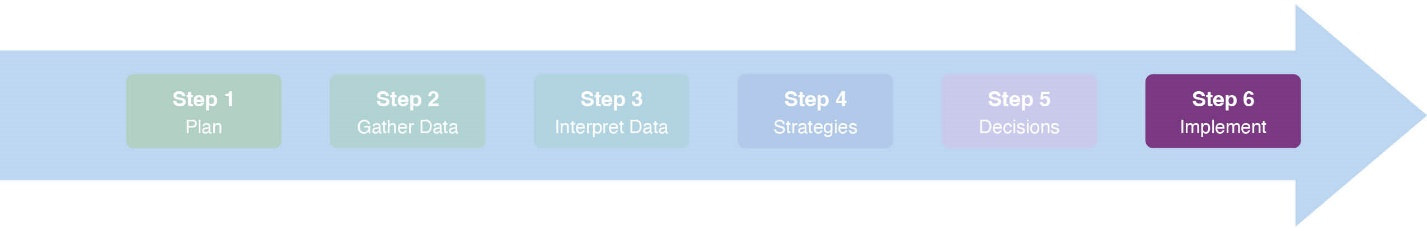 Step 1
Plan
Step 2
Gather Data
Step 3
Interpret Data
Step 4
Strategies
Step 5
Decisions
Step 6
Implement